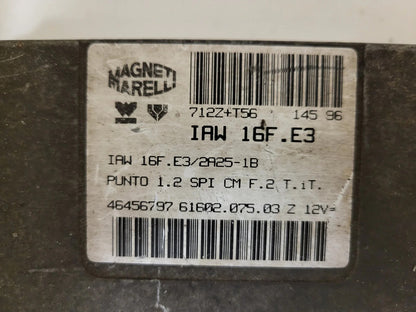 MAGNETI
MARELLI
712Z+T56 145 96
IAW 16F.E3
IAW 16F.E3/2A25-1B
PUNTO 1.2 SPI CM F.2 T.iT.
46456797 61602.075.03 Z 12V=